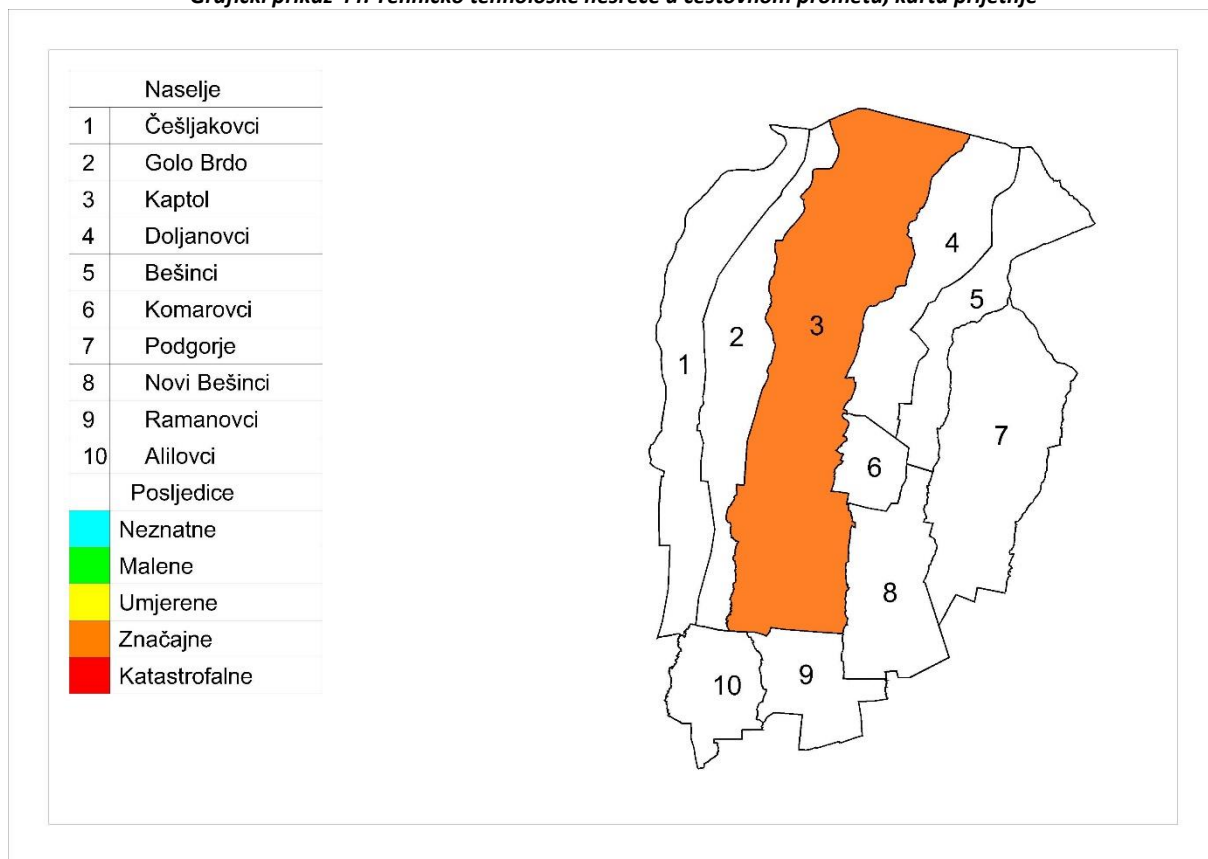 Naselje
1 Češljakovci
2 Golo Brdo
3 Kaptol
4 Doljanovci
5 Bešinci
6 Komarovci
7 Podgorje
8 Novi Bešinci
9 Ramanovci
10 Alilovci
Posljedice
Neznatne
Malene
Umjerene
Značajne
Katastrofalne
1
2
3
4
5
6
7
8
9
10